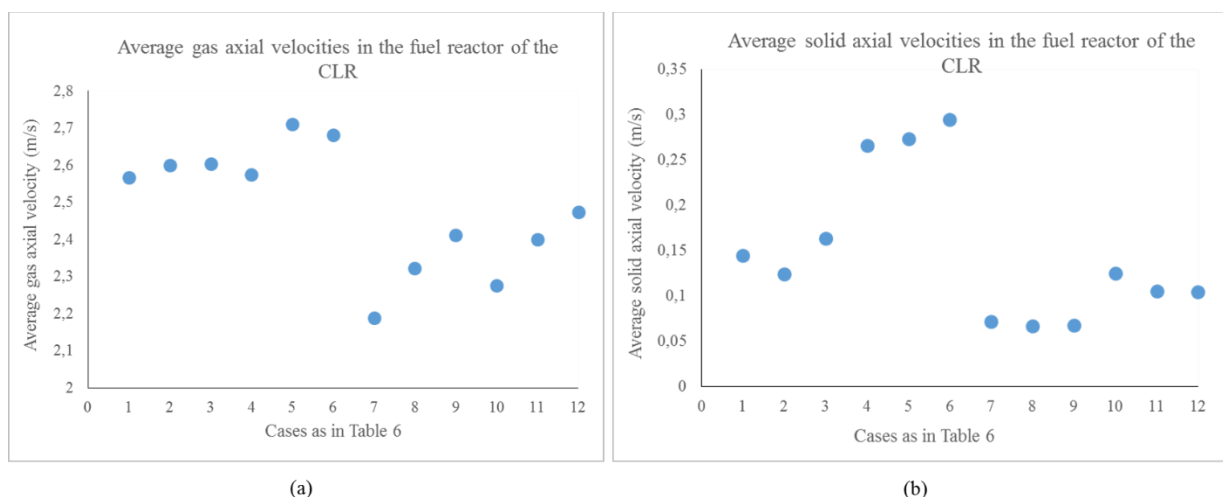 Average gas axial velocities in the fuel reactor of the
CLR
Average gas axial velocity (m/s)
2,8
2,7
2,6
2,5
2,4
2,3
2,2
2,1
2
0 1 2 3 4 5 6 7 8 9 10 11 12
Cases as in Table 6
(a)
Average solid axial velocities in the fuel reactor of the
CLR
Average solid axial velocity (m/s)
0,35
0,3
0,25
0,2
0,15
0,1
0,05
0
0 1 2 3 4 5 6 7 8 9 10 11 12
Cases as in Table 6
(b)